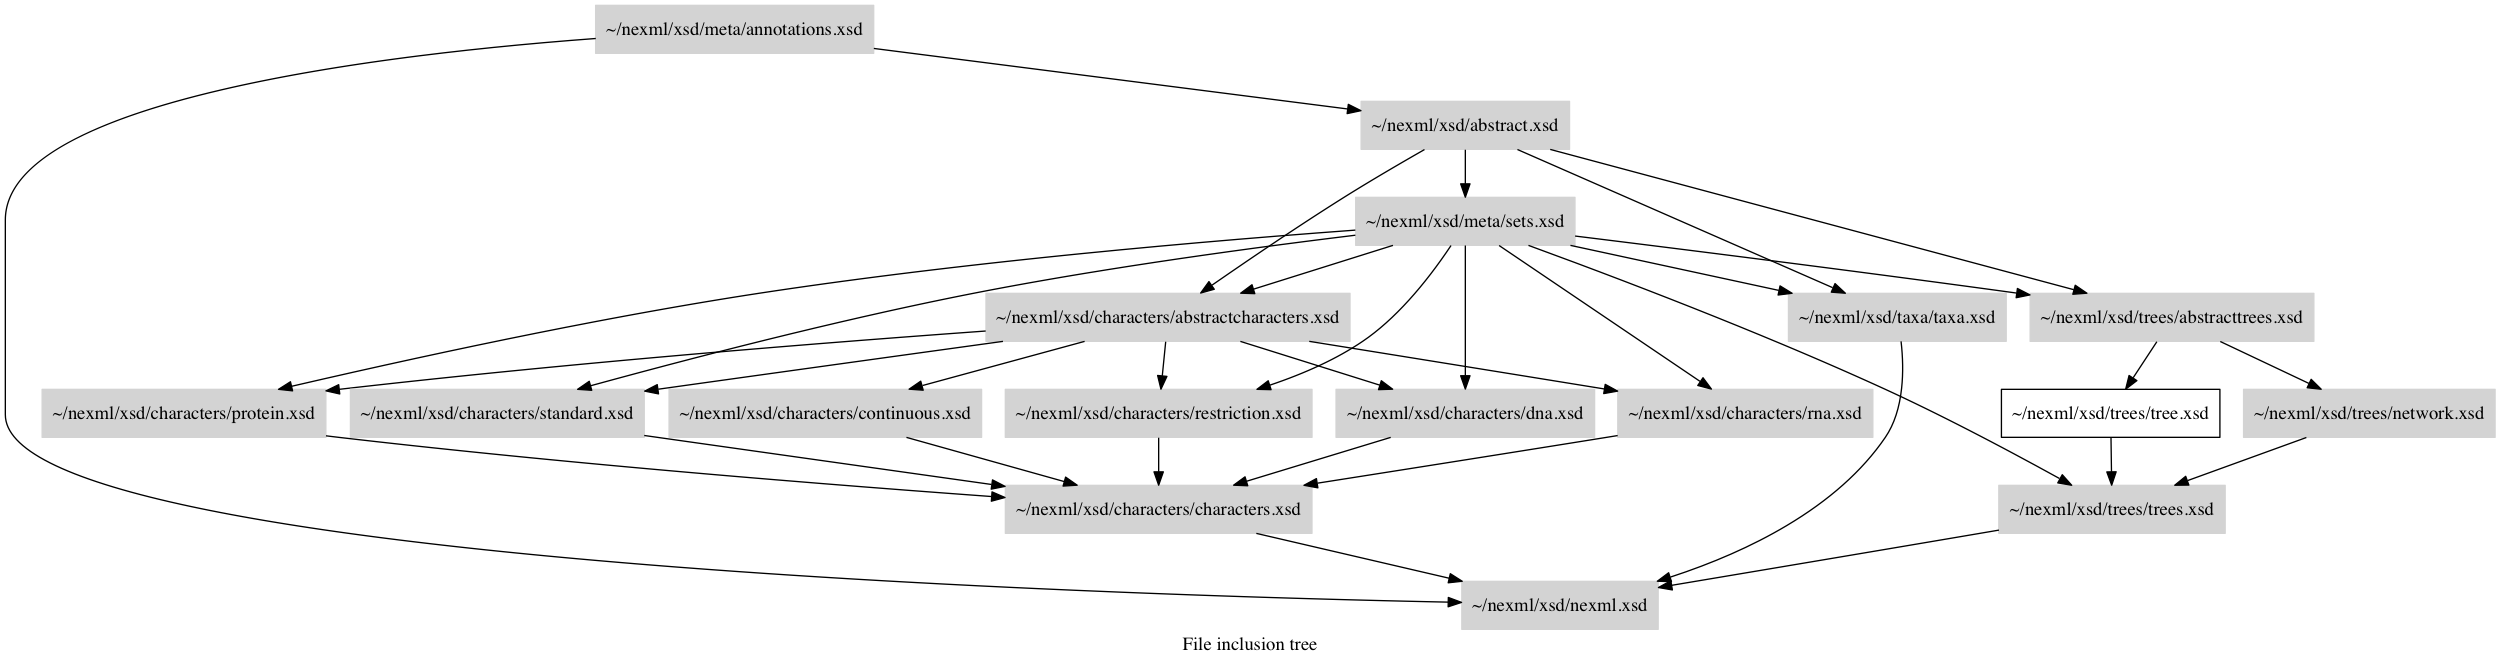 ~/nexml/xsd/meta/annotations.xsd
~/nexml/xsd/abstract.xsd
~/nexml/xsd/meta/sets.xsd
~/nexml/xsd/characters/abstractcharacters.xsd
~/nexml/xsd/taxa/taxa.xsd
~/nexml/xsd/trees/abstracttrees.xsd
~/nexml/xsd/characters/protein.xsd
~/nexml/xsd/characters/standard.xsd
~/nexml/xsd/characters/continuous.xsd
~/nexml/xsd/characters/restriction.xsd
~/nexml/xsd/characters/dna.xsd
~/nexml/xsd/characters/rna.xsd
~/nexml/xsd/trees/tree.xsd
~/nexml/xsd/trees/network.xsd
~/nexml/xsd/characters/characters.xsd
~/nexml/xsd/trees/trees.xsd
~/nexml/xsd/nexml.xsd
File inclusion tree